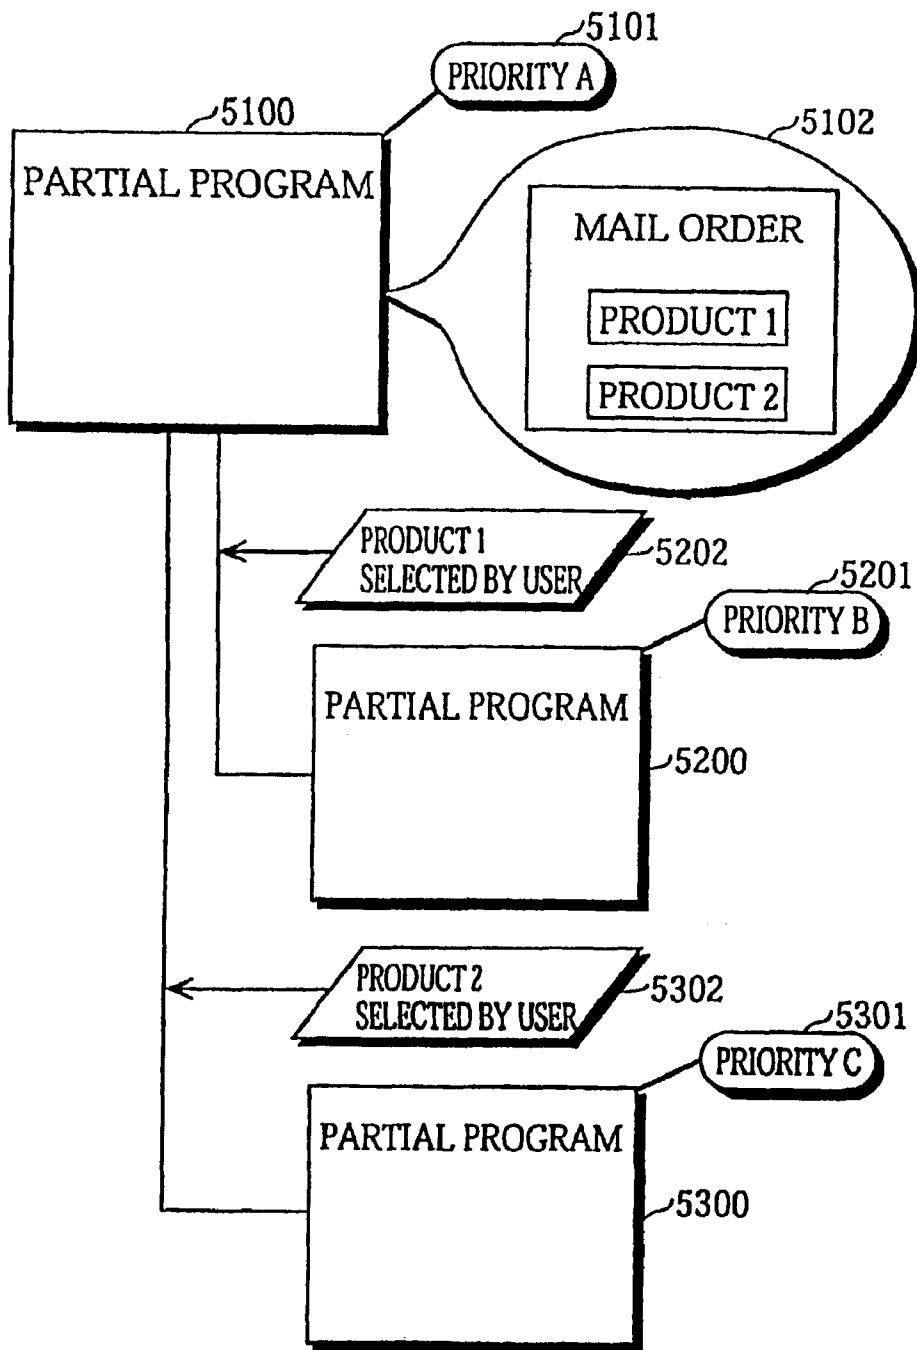 5101
PRIORITY A
5100
5102
PARTIAL PROGRAM
MAIL ORDER
PRODUCT 1
PRODUCT 2
PRODUCT 1
SELECTED BY USER
5202
5201
PRIORITY B
PARTIAL PROGRAM
5200
PRODUCT 2
SELECTED BY USER
5302
5301
PRIORITY C
PARTIAL PROGRAM
5300